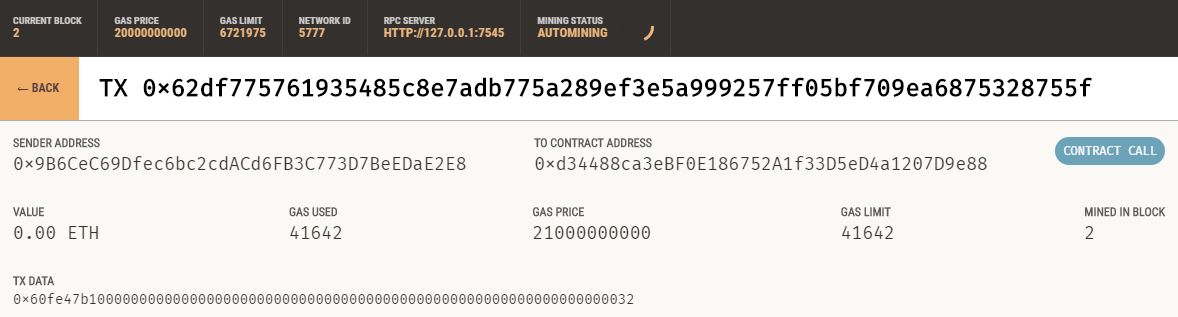 CURRENT BLOCK GAS PRICE GAS LIMIT NETWORK ID RPC SERVER MINING STATUS
2 20000000000 6721975 5777 HTTP://127.0.0.1:7545 AUTOMINING
← BACK TX 0×62df775761935485c8e7adb775a289ef3e5a999257ff05bf709ea6875328755f
SENDER ADDRESS TO CONTRACT ADDRESS
0×9B6CeC69Dfec6bc2cdACd6FB3C773D7BeEDaE2E8 0×d34488ca3eBF0E186752A1f33D5eD4a1207D9e88 CONTRACT CALL
VALUE GAS USED GAS PRICE GAS LIMIT MINED IN BLOCK
0.00 ETH 41642 21000000000 41642 2
TX DATA
0×60fe47b10000000000000000000000000000000000000000000000000000000000000032